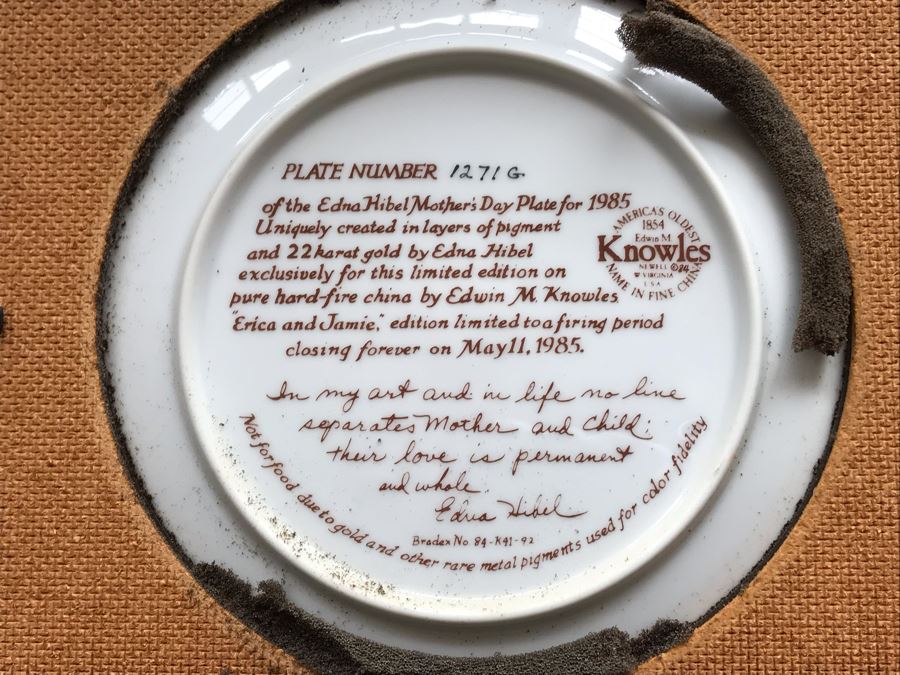 PLATE NUMBER 1271 G
of the Edna Hibel Mother's Day Plate for 1985
Uniquely created in layers of pigment
and 22 karat gold by Edna Hibel
exclusively for this limited edition on
pure hard-fire china by Edwin M. Knowles
"Erica and Jamie," edition limited to a firing period
closing forever on May 11, 1985.
AMERICA'S OLDEST
1854
Edwin M.
Knowles
NEWELL ©84
W VIRGINIA
U.S.A.
NAME IN FINE CHINA
In my art and in life no line
separates Mother and Child;
their love is permanent
and whole.
Edna Hibel
Bradex No 84-K41-92
Not for food due to gold and other rare metal pigments used for color fidelity